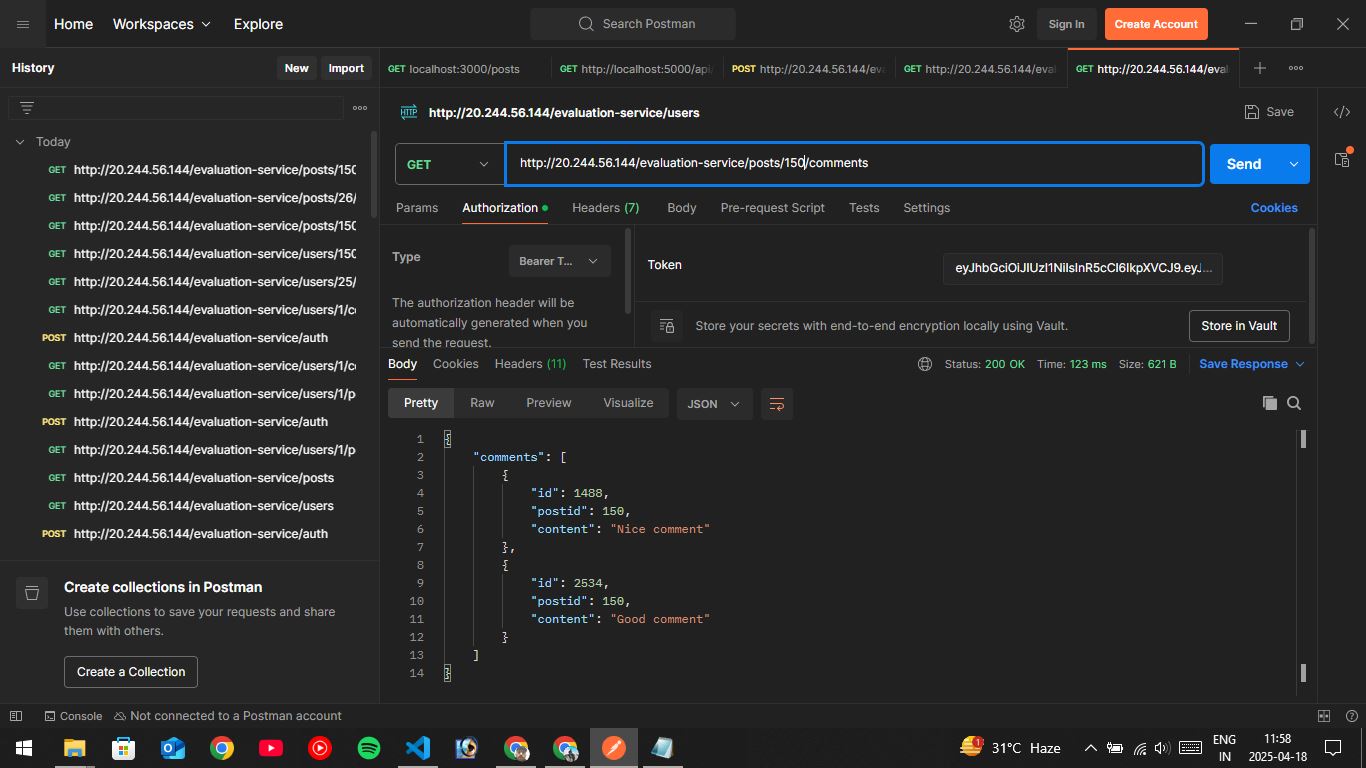 Home Workspaces Explore Search Postman Sign In Create Account
History New Import
GET localhost:3000/posts GET http://localhost:5000/api POST http://20.244.56.144/eva GET http://20.244.56.144/eval GET http://20.244.56.144/eval
HTTP http://20.244.56.144/evaluation-service/users Save
Today
GET http://20.244.56.144/evaluation-service/posts/150
GET http://20.244.56.144/evaluation-service/posts/26/
GET http://20.244.56.144/evaluation-service/posts/150
GET http://20.244.56.144/evaluation-service/users/150
GET http://20.244.56.144/evaluation-service/users/25/
GET http://20.244.56.144/evaluation-service/users/1/c
POST http://20.244.56.144/evaluation-service/auth
GET http://20.244.56.144/evaluation-service/users/1/c
GET http://20.244.56.144/evaluation-service/users/1/p
POST http://20.244.56.144/evaluation-service/auth
GET http://20.244.56.144/evaluation-service/users/1/p
GET http://20.244.56.144/evaluation-service/posts
GET http://20.244.56.144/evaluation-service/users
POST http://20.244.56.144/evaluation-service/auth
Create collections in Postman
Use collections to save your requests and share
them with others.
Create a Collection
GET http://20.244.56.144/evaluation-service/posts/150/comments Send
Params Authorization Headers (7) Body Pre-request Script Tests Settings Cookies
Type Bearer T...
The authorization header will be
automatically generated when you
send the request.
Token eyJhbGciOiJIUzI1NiIsInR5cCI6IkpXVCJ9.eyJ...
Store your secrets with end-to-end encryption locally using Vault. Store in Vault
Body Cookies Headers (11) Test Results Status: 200 OK Time: 123 ms Size: 621 B Save Response
Pretty Raw Preview Visualize JSON
1 {
2 "comments": [
3 {
4 "id": 1488,
5 "postid": 150,
6 "content": "Nice comment"
7 },
8 {
9 "id": 2534,
10 "postid": 150,
11 "content": "Good comment"
12 }
13 ]
14 }
Console Not connected to a Postman account
1 31°C Haze ENG IN 11:58 2025-04-18